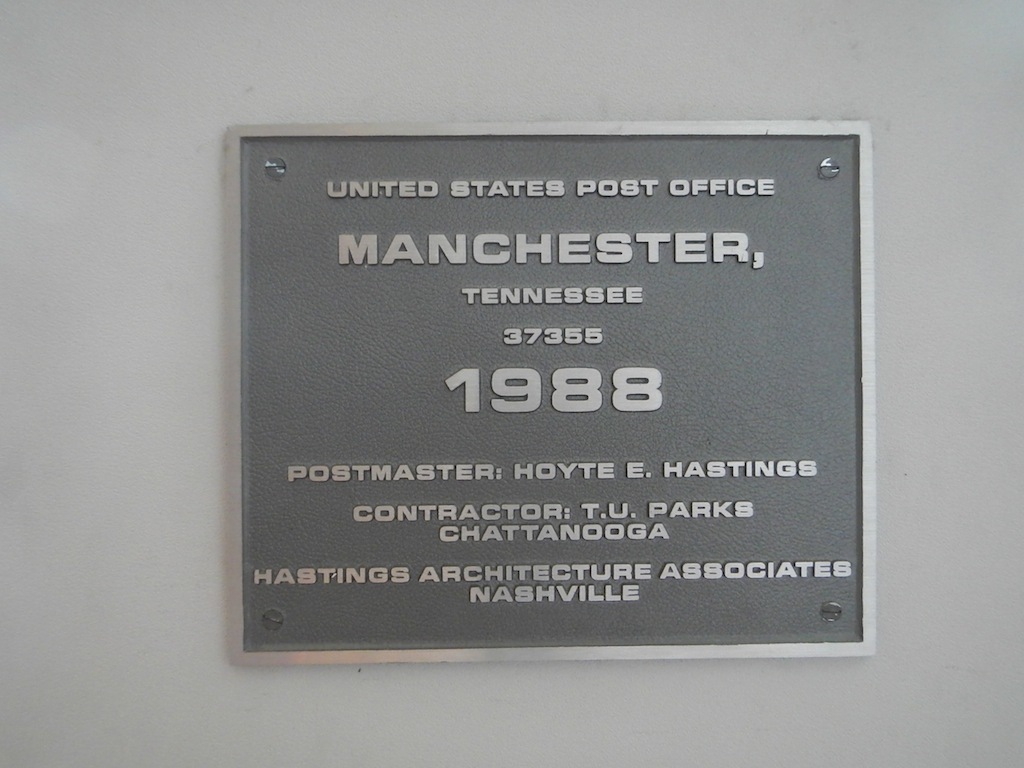 UNITED STATES POST OFFICE
MANCHESTER,
TENNESSEE
37355
1988
POSTMASTER: HOYTE E. HASTINGS
CONTRACTOR: T.U. PARKS
CHATTANOOGA
HASTINGS ARCHITECTURE ASSOCIATES
NASHVILLE